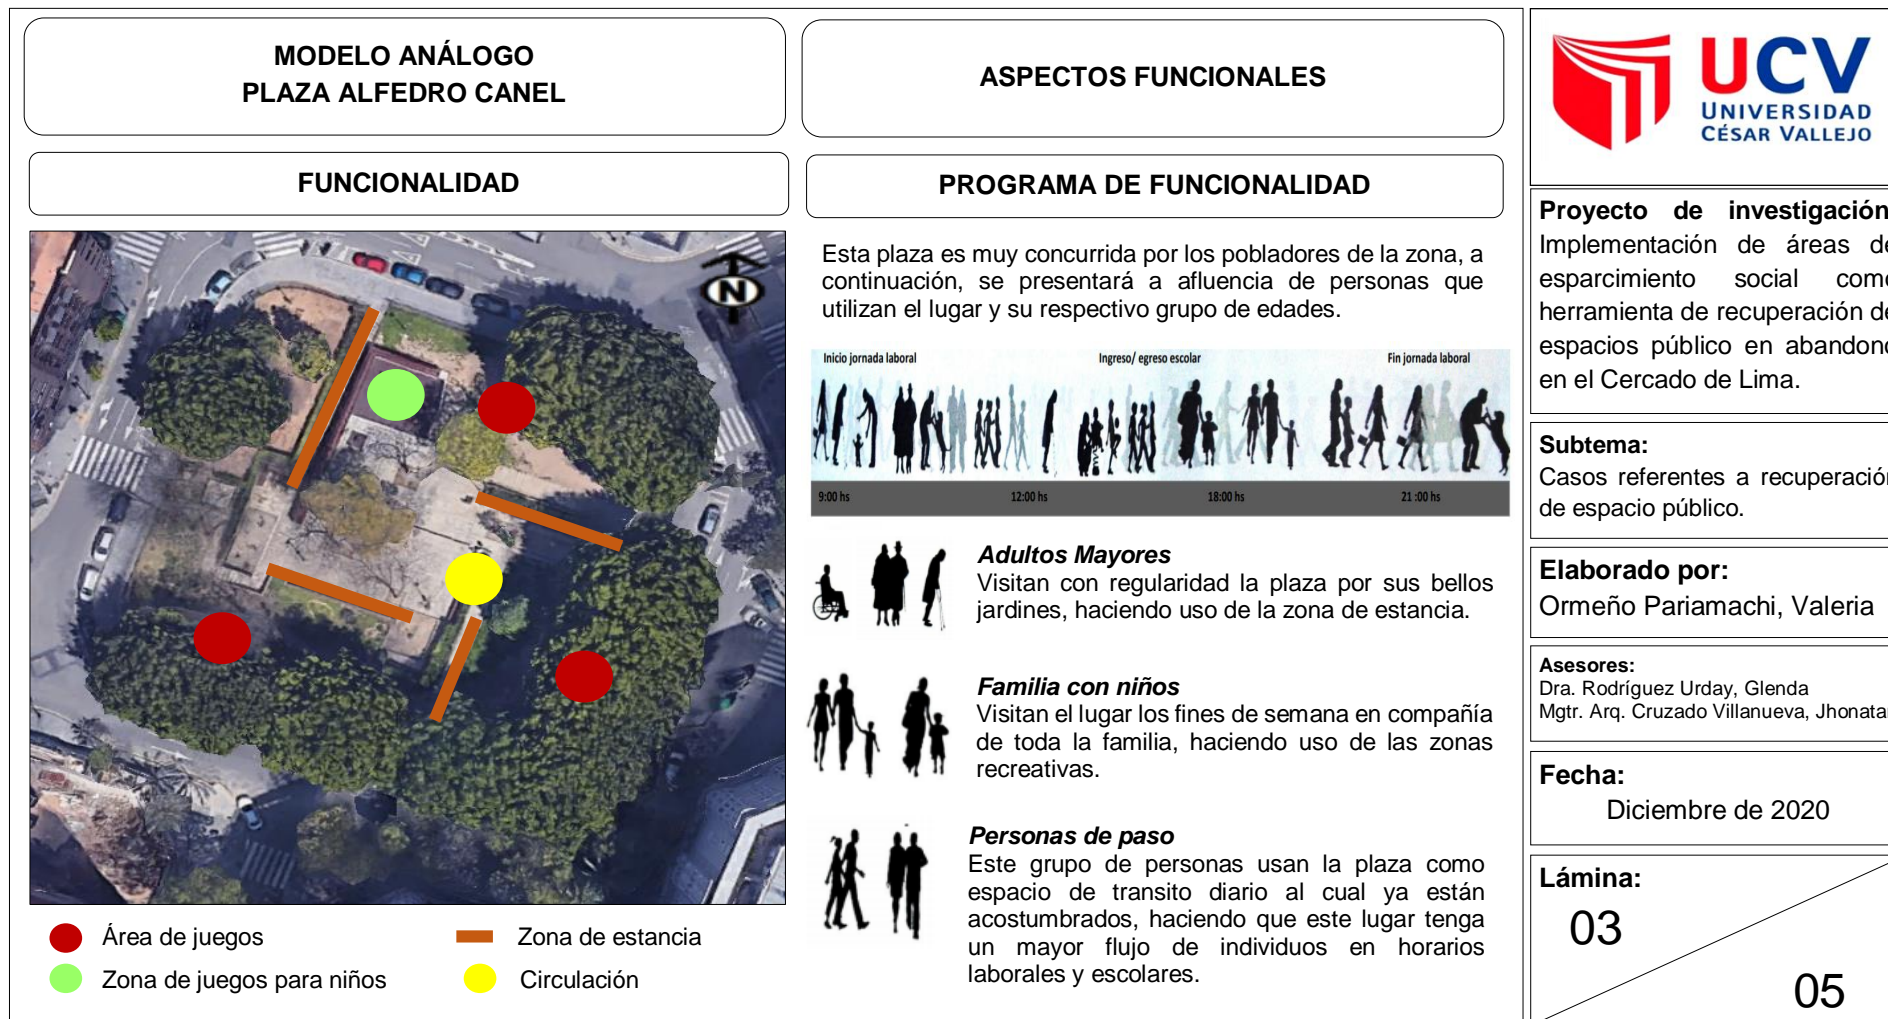 MODELO ANÁLOGO
PLAZA ALFEDRO CANEL
FUNCIONALIDAD
N
Área de juegos
Zona de juegos para niños
Zona de estancia
Circulación
ASPECTOS FUNCIONALES
PROGRAMA DE FUNCIONALIDAD
Esta plaza es muy concurrida por los pobladores de la zona, a
continuación, se presentará a afluencia de personas que
utilizan el lugar y su respectivo grupo de edades.
Inicio jornada laboral
Ingreso/ egreso escolar
Fin jornada laboral
9:00 hs
12:00 hs
18:00 hs
21 :00 hs
Adultos Mayores
Visitan con regularidad la plaza por sus bellos
jardines, haciendo uso de la zona de estancia.
Familia con niños
Visitan el lugar los fines de semana en compañía
de toda la familia, haciendo uso de las zonas
recreativas.
Personas de paso
Este grupo de personas usan la plaza como
espacio de transito diario al cual ya están
acostumbrados, haciendo que este lugar tenga
un mayor flujo de individuos en horarios
laborales y escolares.
UCV
UNIVERSIDAD
CÉSAR VALLEJO
Proyecto de investigación
Implementación de áreas de
esparcimiento social como
herramienta de recuperación de
espacios público en abandono
en el Cercado de Lima.
Subtema:
Casos referentes a recuperación
de espacio público.
Elaborado por:
Ormeño Pariamachi, Valeria
Asesores:
Dra. Rodríguez Urday, Glenda
Mgtr. Arq. Cruzado Villanueva, Jhonatan
Fecha:
Diciembre de 2020
Lámina:
03
05